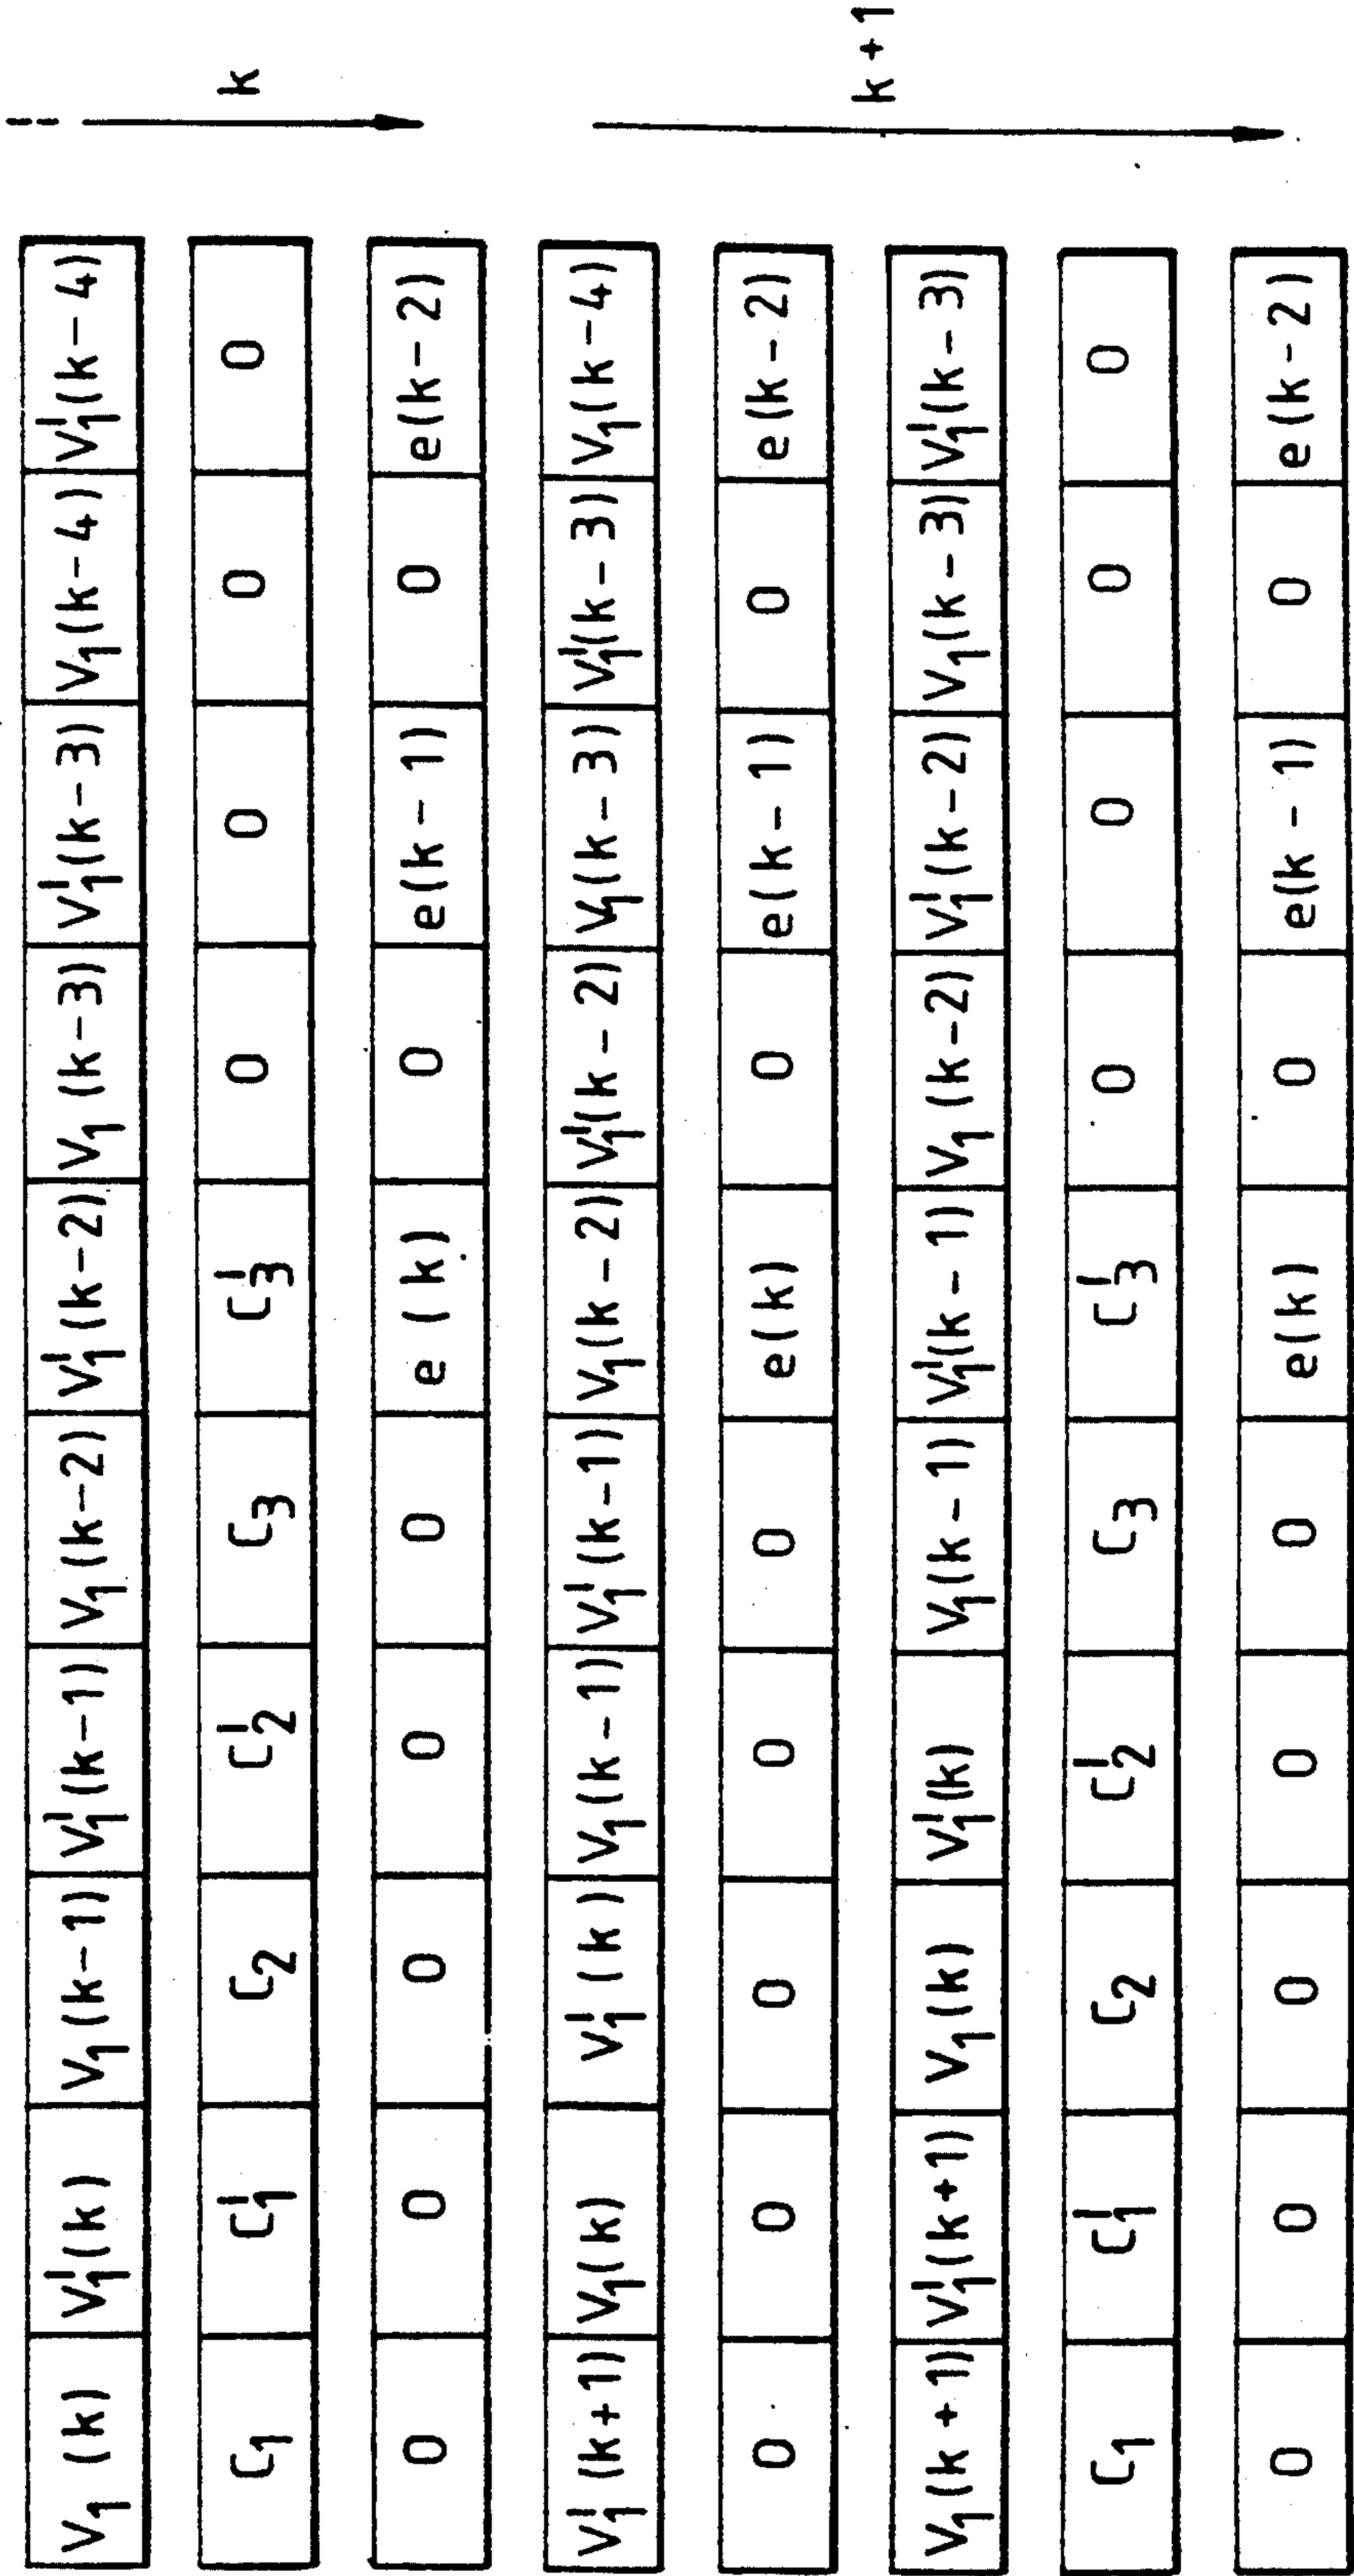 V₁ (k) V₁'(k) V₁(k-1) V₁'(k-1) V₁(k-2) V₁'(k-2) V₁(k-3) V₁'(k-3) V₁(k-4) V₁'(k-4)
C₁ C₁' C₂ C₂' C₃ C₃' 0 0 0 0
0 0 0 0 0 e(k) 0 e(k-1) 0 e(k-2)
k
V₁'(k+1) V₁(k) V₁'(k) V₁(k-1) V₁'(k-1) V₁(k-2) V₁'(k-2) V₁(k-3) V₁'(k-3) V₁(k-4)
0 0 0 0 0 e(k) 0 e(k-1) 0 e(k-2)
V₁(k+1) V₁'(k+1) V₁(k) V₁'(k) V₁(k-1) V₁'(k-1) V₁(k-2) V₁'(k-2) V₁(k-3) V₁'(k-3)
C₁ C₁' C₂ C₂' C₃ C₃' 0 0 0 0
0 0 0 0 0 e(k) 0 e(k-1) 0 e(k-2)
k+1